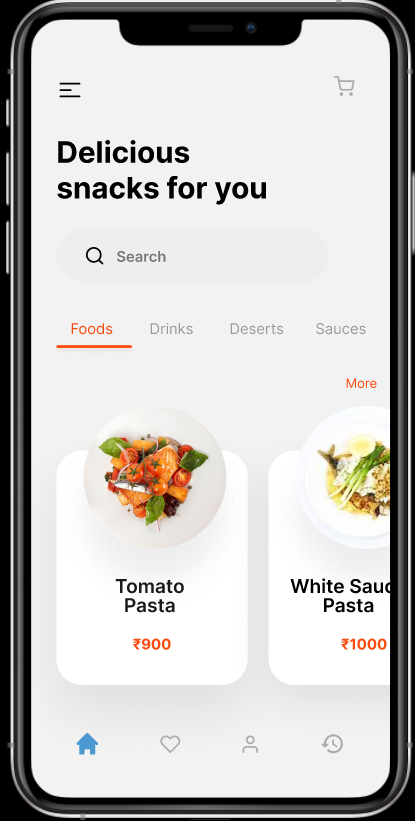 Delicious
snacks for you
Search
Foods Drinks Deserts Sauces
More
Tomato
Pasta
₹900
White Sauc
Pasta
₹1000